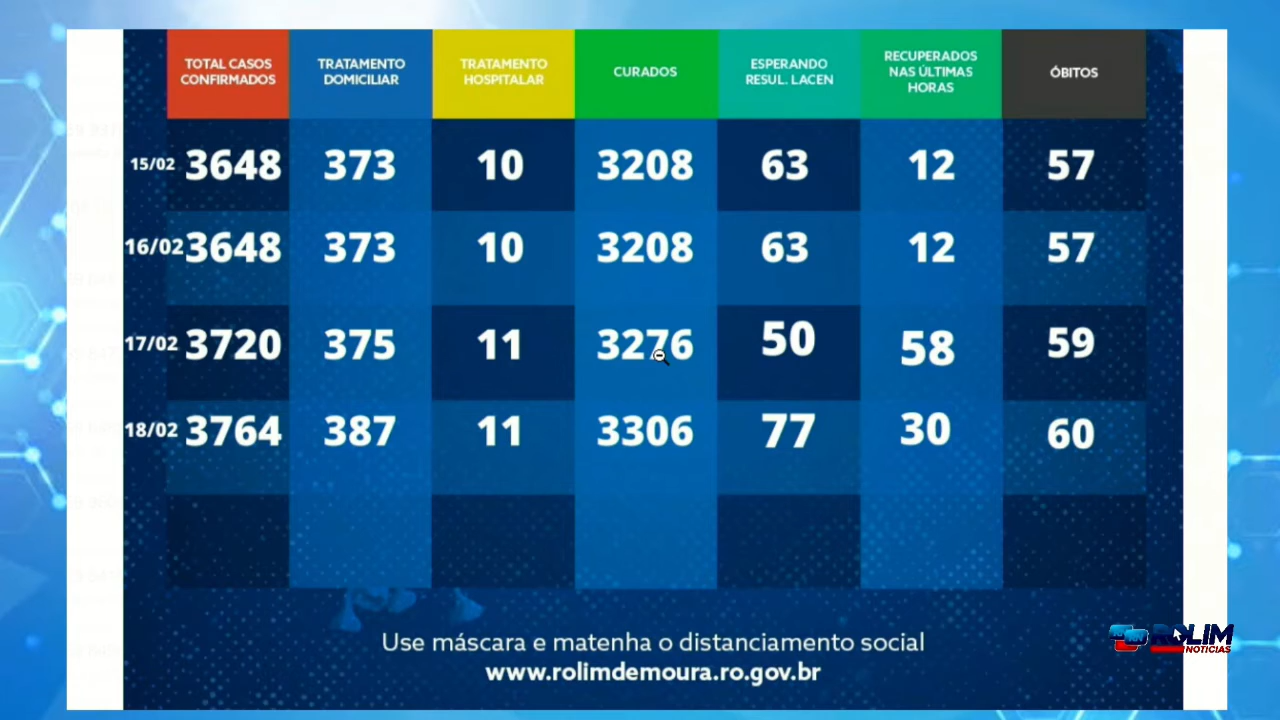 TOTAL CASOS
CONFIRMADOS
TRATAMENTO
DOMICILIAR
TRATAMENTO
HOSPITALAR
CURADOS
ESPERANDO
RESUL. LACEN
RECUPERADOS
NAS ÚLTIMAS
HORAS
ÓBITOS
15/02 3648 373 10 3208 63 12 57
16/02 3648 373 10 3208 63 12 57
17/02 3720 375 11 3276 50 58 59
18/02 3764 387 11 3306 77 30 60
Use máscara e matenha o distanciamento social
www.rolimdemoura.ro.gov.br
ROLIM
NOTÍCIAS